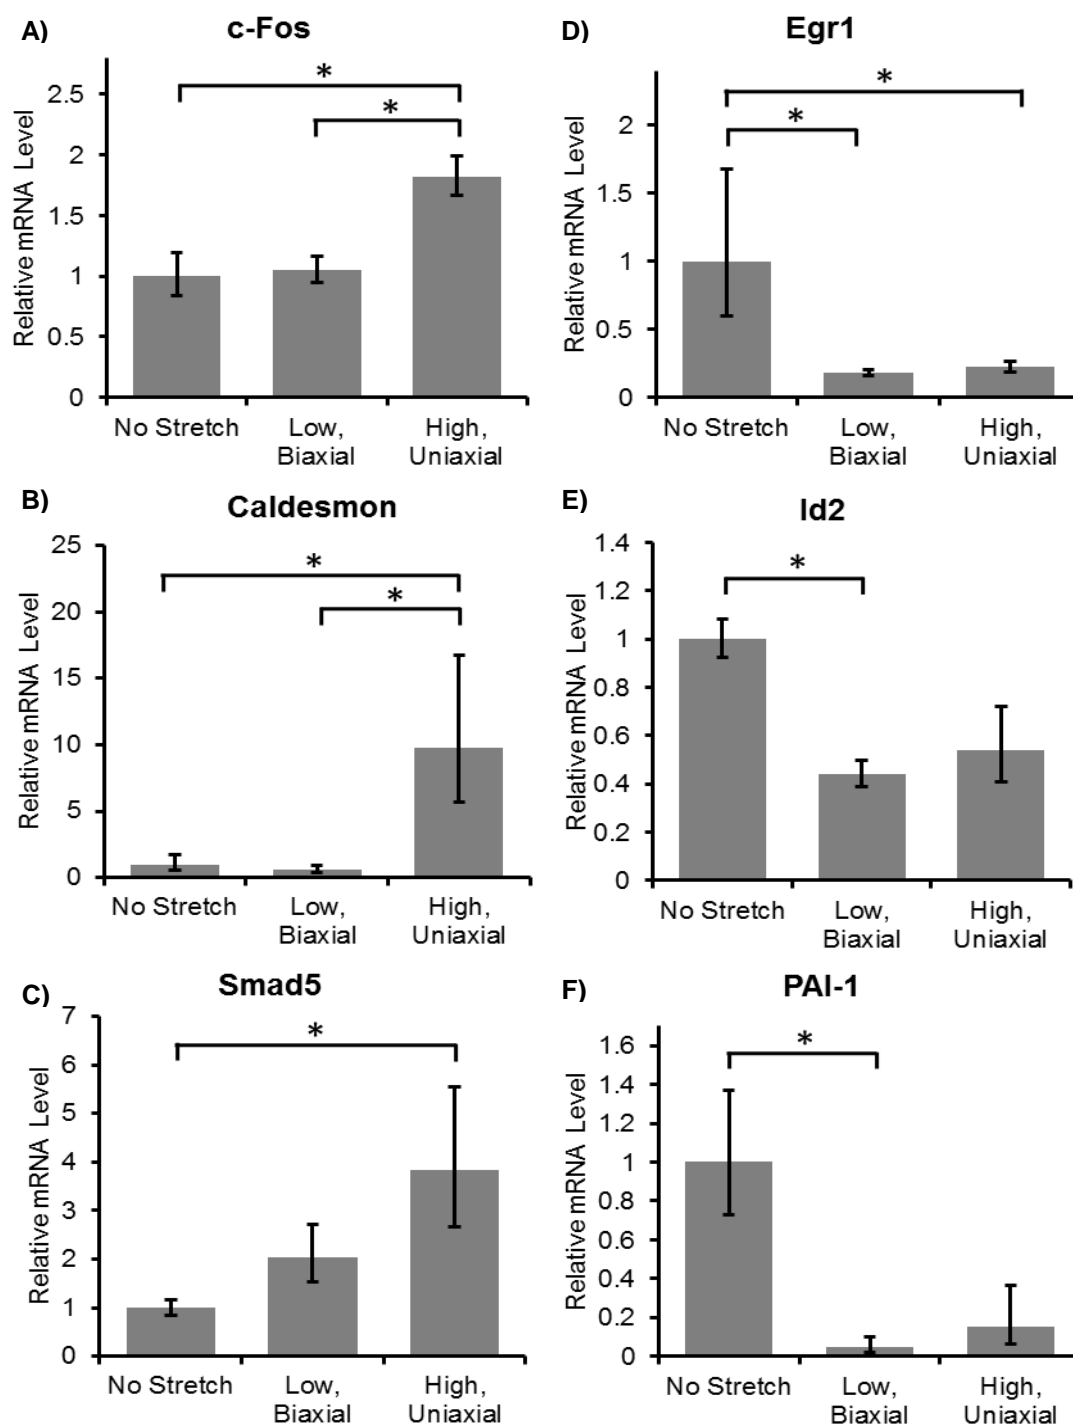 A)
c-Fos
Relative mRNA Level
2.5
2
1.5
1
0.5
0
*
*
No Stretch
Low,
Biaxial
High,
Uniaxial
B)
Caldesmon
Relative mRNA Level
25
20
15
10
5
0
*
*
No Stretch
Low,
Biaxial
High,
Uniaxial
C)
Smad5
Relative mRNA Level
7
6
5
4
3
2
1
0
*
No Stretch
Low,
Biaxial
High,
Uniaxial
D)
Egr1
Relative mRNA Level
2
1.5
1
0.5
0
*
*
No Stretch
Low,
Biaxial
High,
Uniaxial
E)
Id2
Relative mRNA Level
1.4
1.2
1
0.8
0.6
0.4
0.2
0
*
No Stretch
Low,
Biaxial
High,
Uniaxial
F)
PAI-1
Relative mRNA Level
1.6
1.4
1.2
1
0.8
0.6
0.4
0.2
0
*
No Stretch
Low,
Biaxial
High,
Uniaxial